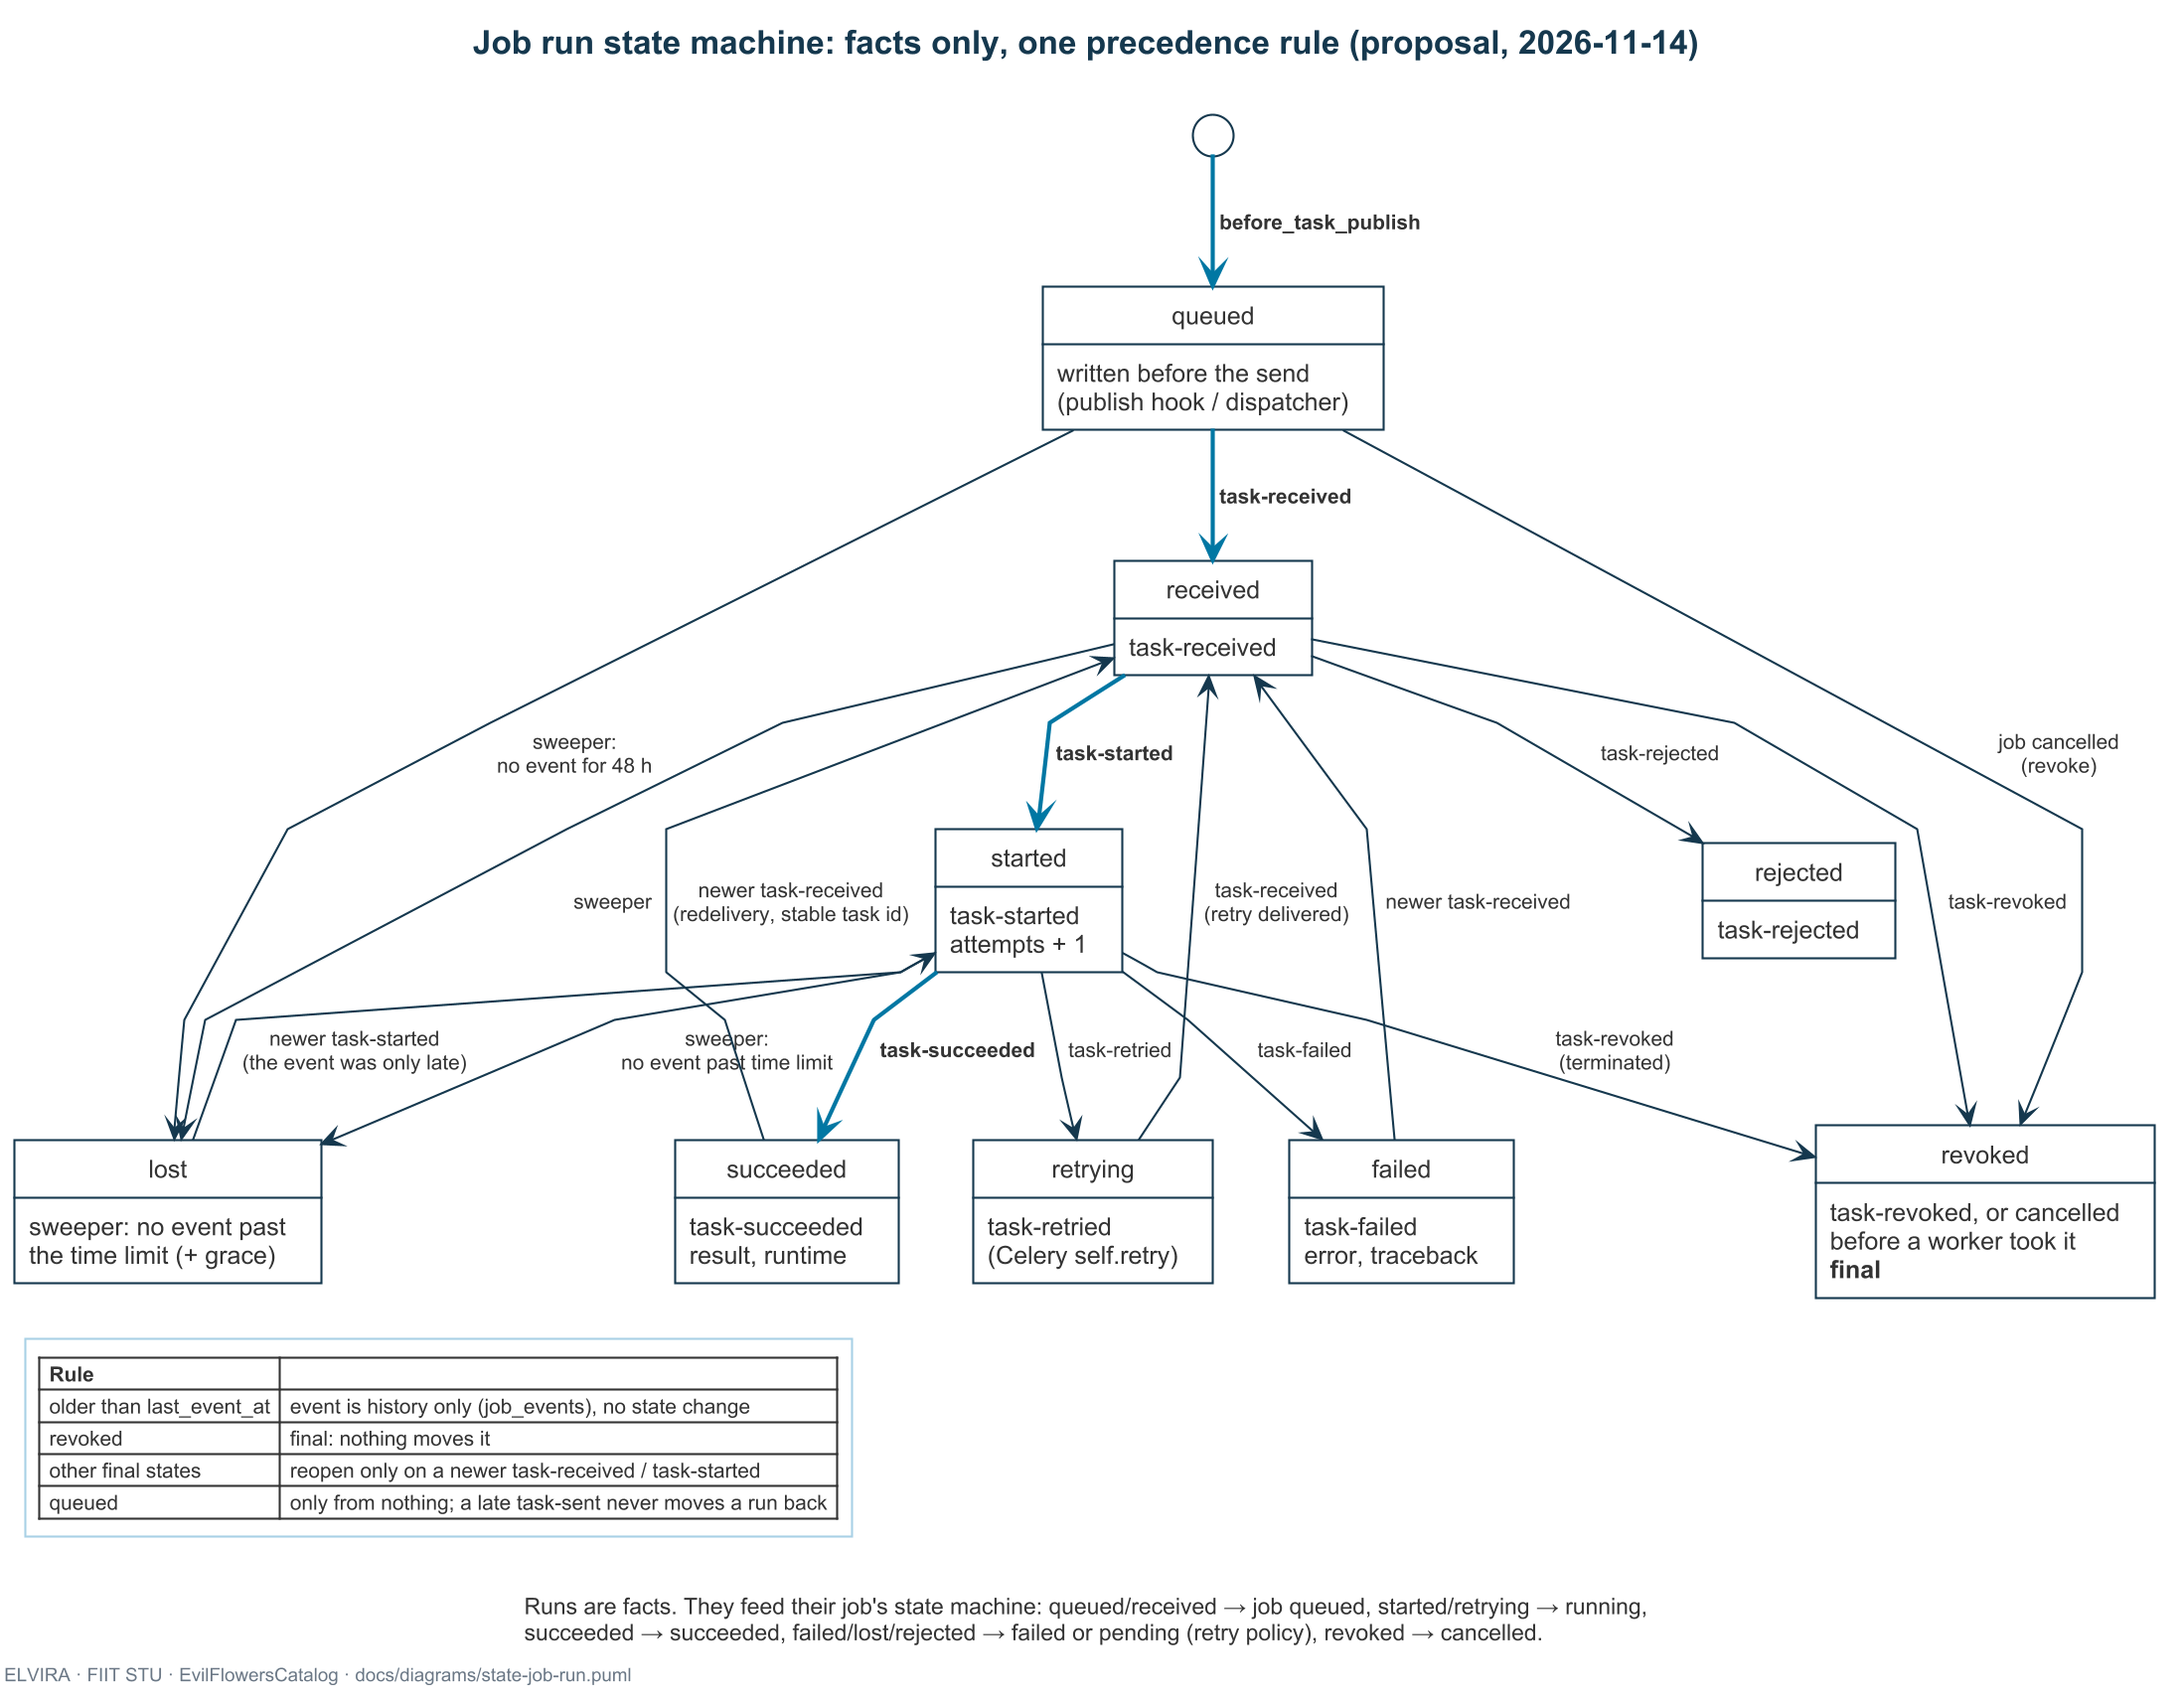 Job run state machine: facts only, one precedence rule (proposal, 2026-11-14)
before_task_publish
queued
written before the send
(publish hook / dispatcher)
task-received
received
task-received
sweeper:
no event for 48 h
task-started
task-rejected
job cancelled
(revoke)
started
task-started
attempts + 1
rejected
task-rejected
sweeper
newer task-received
(redelivery, stable task id)
task-received
(retry delivered)
newer task-received
task-revoked
newer task-started
(the event was only late)
sweeper:
no event past time limit
task-succeeded
task-retried
task-failed
task-revoked
(terminated)
lost
sweeper: no event past
the time limit (+ grace)
succeeded
task-succeeded
result, runtime
retrying
task-retried
(Celery self.retry)
failed
task-failed
error, traceback
revoked
task-revoked, or cancelled
before a worker took it
final
Rule
older than last_event_at event is history only (job_events), no state change
revoked final: nothing moves it
other final states reopen only on a newer task-received / task-started
queued only from nothing; a late task-sent never moves a run back
Runs are facts. They feed their job's state machine: queued/received → job queued, started/retrying → running,
succeeded → succeeded, failed/lost/rejected → failed or pending (retry policy), revoked → cancelled.
ELVIRA · FIIT STU · EvilFlowersCatalog · docs/diagrams/state-job-run.puml